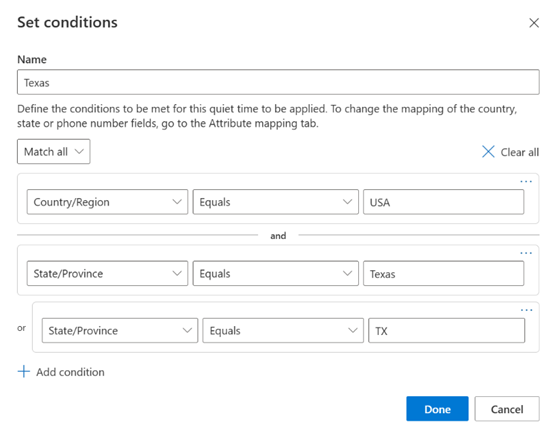 Set conditions
Name
Texas
Define the conditions to be met for this quiet time to be applied. To change the mapping of the country,
state or phone number fields, go to the Attribute mapping tab.
Match all
Clear all
Country/Region Equals USA
and
State/Province Equals Texas
or State/Province Equals TX
Add condition
Done Cancel